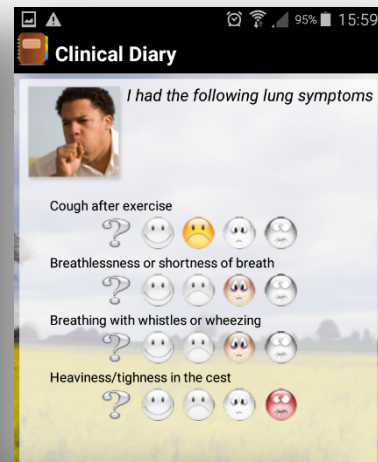 95% 15:59
Clinical Diary
I had the following lung symptoms
Cough after exercise
? 
Breathlessness or shortness of breath
?
Breathing with whistles or wheezing
?
Heaviness/tighness in the cest
?